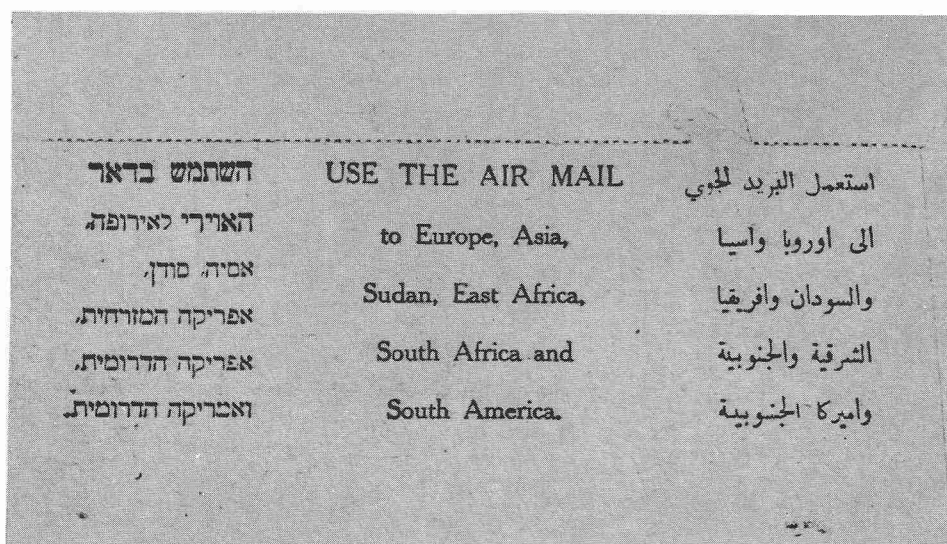 השתמש בדאר
האוירי לאירופה,
אסיה, סודן,
אפריקה המזרחית,
אפריקה הדרומית,
ואמריקה הדרומית.
USE THE AIR MAIL
to Europe, Asia,
Sudan, East Africa,
South Africa and
South America.
استعمل البريد الجوي
الى اوروبا واسيا
والسودان وافريقيا
الشرقية والجنوبية
واميركا الجنوبية